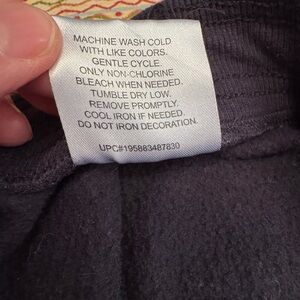 MACHINE WASH COLD
WITH LIKE COLORS.
GENTLE CYCLE.
ONLY NON-CHLORINE
BLEACH WHEN NEEDED.
TUMBLE DRY LOW.
REMOVE PROMPTLY.
COOL IRON IF NEEDED.
DO NOT IRON DECORATION.
UPC#195883487830